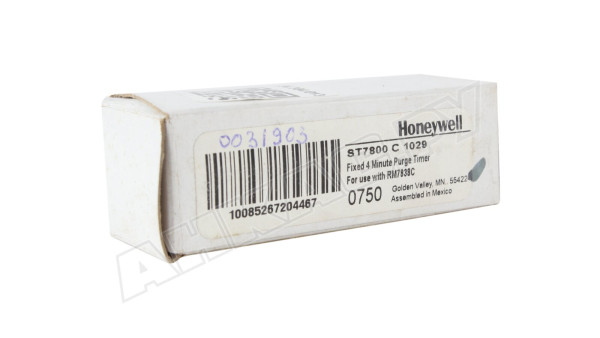 0031903
Honeywell
ST7800 C 1029
Fixed 4 Minute Purge Timer
For use with RM7838C
10085267204467
0750
Golden Valley, MN. 55422
Assembled in Mexico